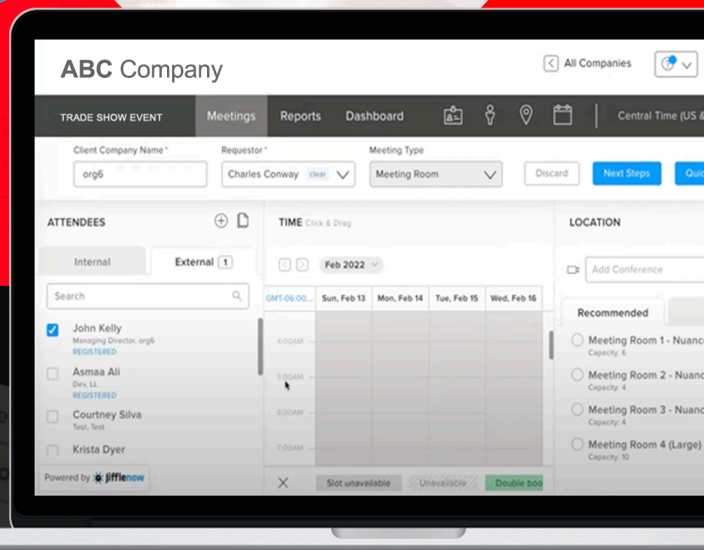 ABC Company
All Companies
TRADE SHOW EVENT
Meetings
Reports
Dashboard
Central Time (US &
Client Company Name*
Requestor*
Meeting Type
org6
Charles Conway clear
Meeting Room
Discard
Next Steps
ATTENDEES
Internal
External 1
Search
John Kelly
Managing Director, org6
REGISTERED
Asmaa Ali
Dev, LL
REGISTERED
Courtney Silva
Test, Test
Krista Dyer
Powered by jifflenow
TIME Click & Drag
Feb 2022
GMT-06:00,...
Sun, Feb 13
Mon, Feb 14
Tue, Feb 15
Wed, Feb 16
4:00AM
5:00AM
6:00AM
7:00AM
Slot unavailable
Unavailable
Double boo
LOCATION
Add Conference
Recommended
Meeting Room 1 - Nuanc
Capacity: 6
Meeting Room 2 - Nuanc
Capacity: 4
Meeting Room 3 - Nuanc
Capacity: 4
Meeting Room 4 (Large)
Capacity: 10